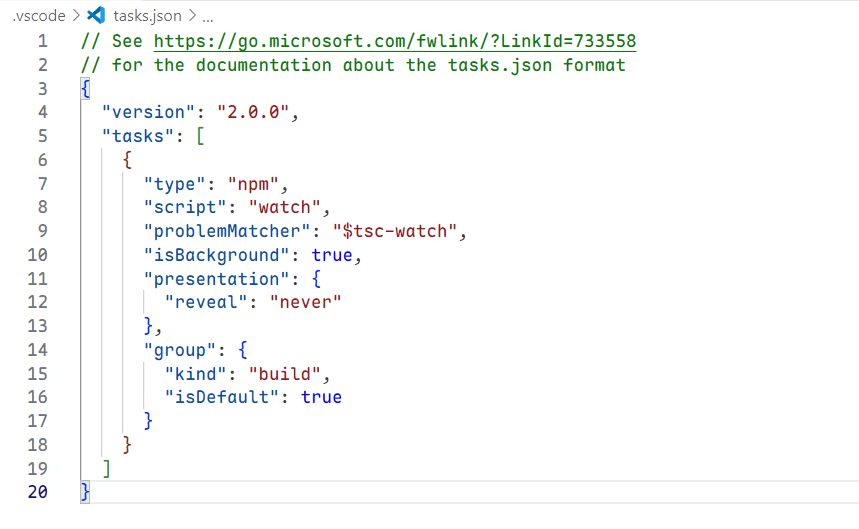 .vscode > tasks.json > ...
1 // See https://go.microsoft.com/fwlink/?LinkId=733558
2 // for the documentation about the tasks.json format
3 {
4   "version": "2.0.0",
5   "tasks": [
6     {
7       "type": "npm",
8       "script": "watch",
9       "problemMatcher": "$tsc-watch",
10       "isBackground": true,
11       "presentation": {
12         "reveal": "never"
13       },
14       "group": {
15         "kind": "build",
16         "isDefault": true
17       }
18     }
19   ]
20 }